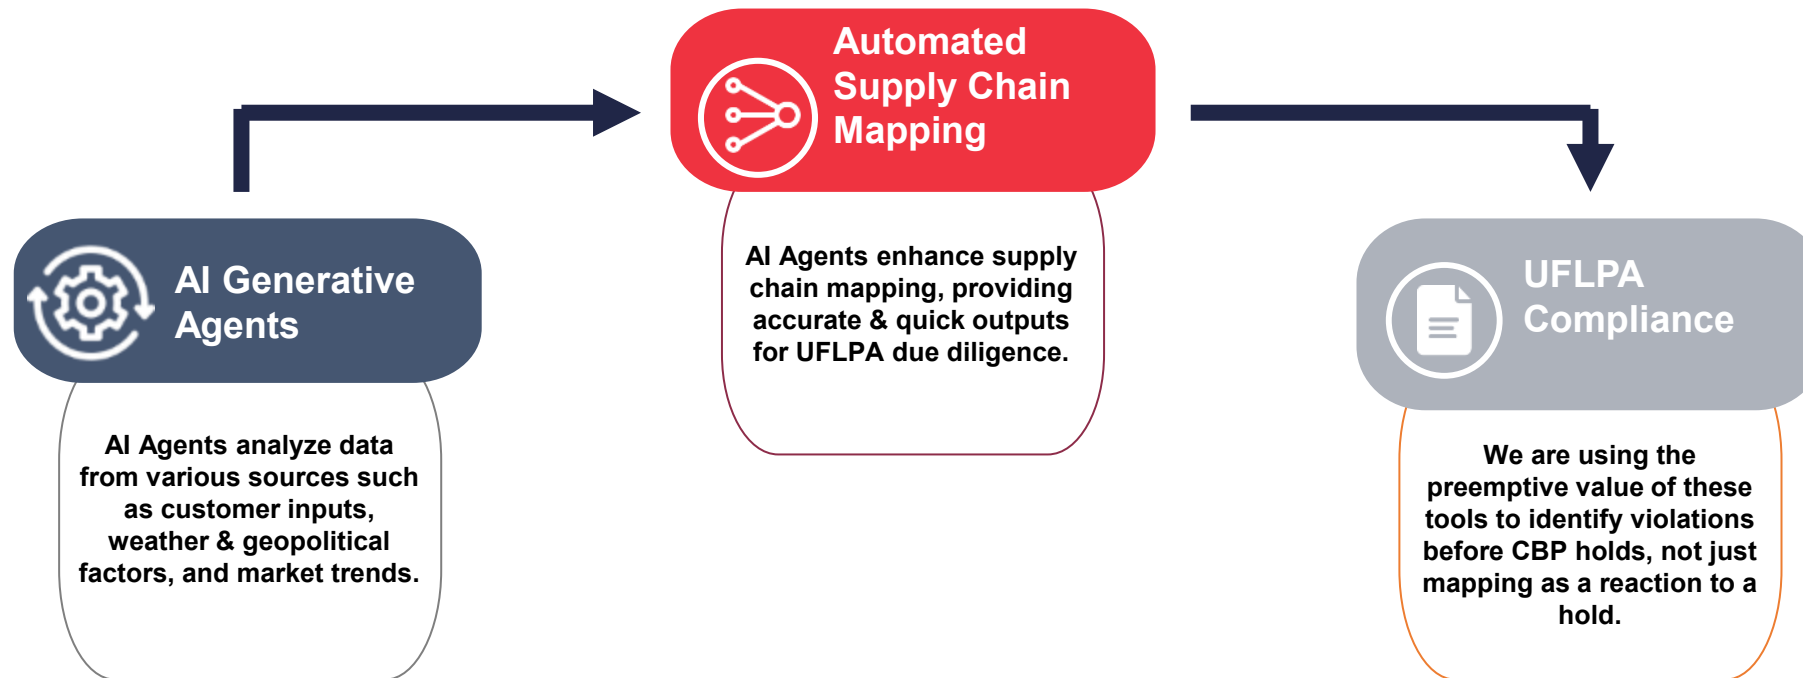 Automated
Supply Chain
Mapping
AI Agents enhance supply
chain mapping, providing
accurate & quick outputs
for UFLPA due diligence.
AI Generative
Agents
AI Agents analyze data
from various sources such
as customer inputs,
weather & geopolitical
factors, and market trends.
UFLPA
Compliance
We are using the
preemptive value of these
tools to identify violations
before CBP holds, not just
mapping as a reaction to a
hold.